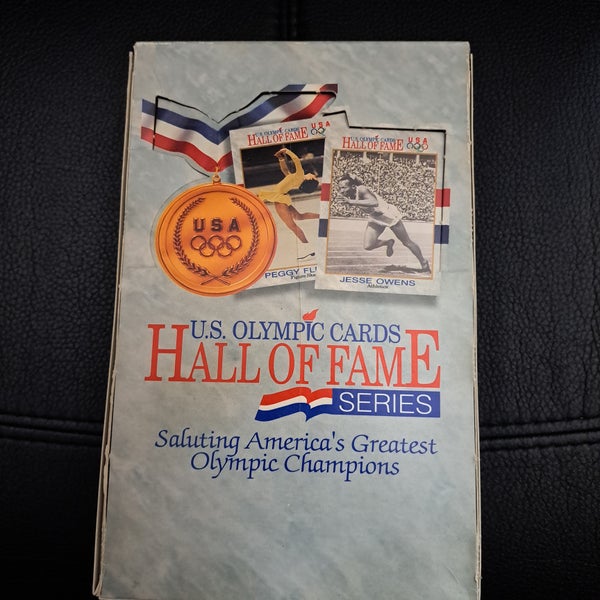 U.S. OLYMPIC CARDS
HALL OF FAME
USA
PEGGY
U.S. OLYMPIC CARDS
HALL OF FAME
USA
JESSE OWENS
Athletics
USA
U.S. OLYMPIC CARDS
HALL OF FAME
SERIES
Saluting America's Greatest
Olympic Champions